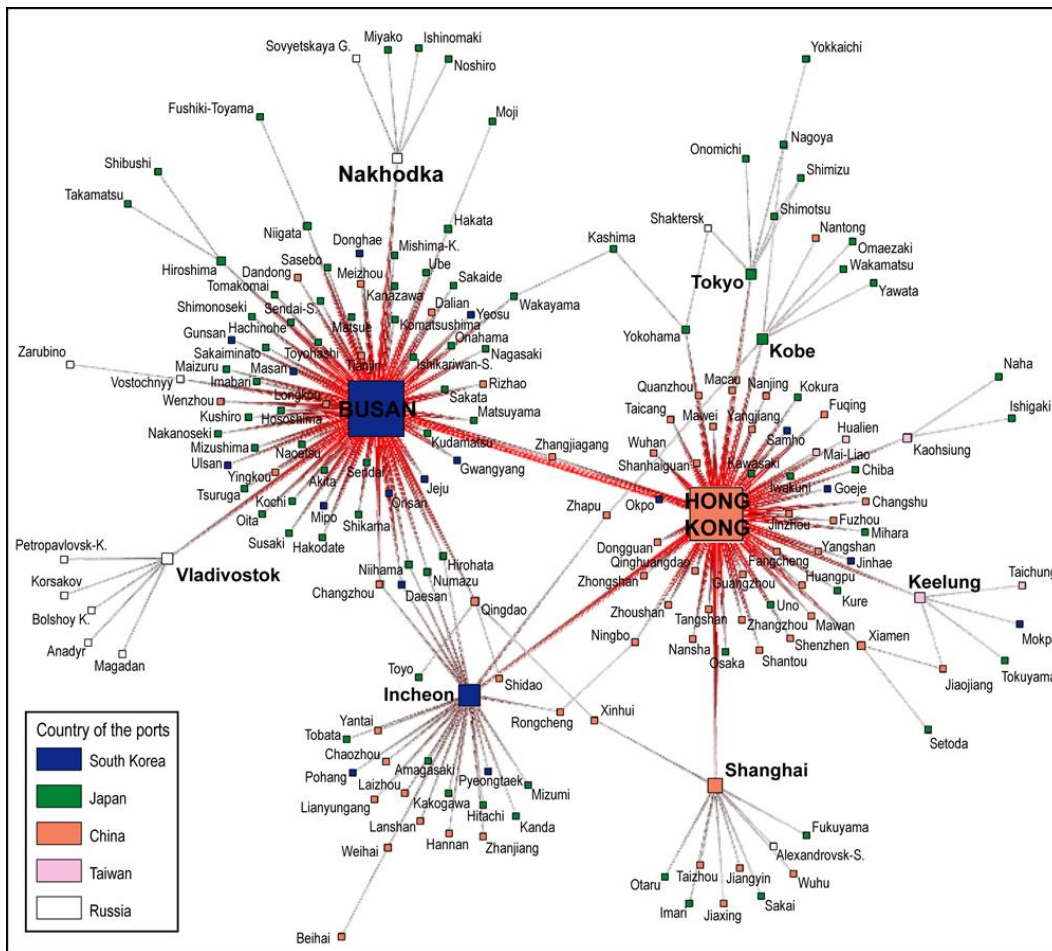 Sovyetskaya G.
Miyako
Ishinomaki
Noshiro
Yokkaichi
Fushiki-Toyama
Moji
Nakhodka
Shibushi
Takamatsu
Onomichi
Nagoya
Shimizu
Shimotsu
Shaktersk
Nantong
Omaezaki
Wakamatsu
Yawata
Kashima
Tokyo
Yokohama
Kobe
Niigata
Hakata
Donghae
Mishima-K.
Sasebo
Hiroshima
Dandong
Meizhou
Ube
Sakaide
Tomakomai
Kanazawa
Dalian
Wakayama
Shimonoseki
Sendai-S.
Matsue
Komatsushima
Yeosu
Gunsan
Hachinohe
Toyohashi
Onahama
Sakaiminato
Tianjin
Ishikariwan-S.
Nagasaki
Zarubino
Vostochnyy
Maizuru
Masan
Imabari
Longkou
BUSAN
Rizhao
Sakata
Wenzhou
Matsuyama
Kushiro
Hososhima
Nakanoseki
Kudamatsu
Mizushima
Naoetsu
Sendai
Gwangyang
Zhangjiagang
Ulsan
Yingkou
Akita
Onsan
Jeju
Tsuruga
Kochi
Mipo
Shikama
Oita
Susaki
Hakodate
Quanzhou
Macau
Nanjing
Kokura
Naha
Taicang
Mawei
Yangjiang
Fuqing
Ishigaki
Wuhan
Samho
Hualien
Kaohsiung
Shanhaiguan
Kawasaki
Mai-Liao
Chiba
Iwakuni
Goeje
Okpo
HONG
KONG
Changshu
Zhapu
Jinzhou
Fuzhou
Mihara
Dongguan
Yangshan
Qinghuangdao
Fangcheng
Jinhae
Zhongshan
Guangzhou
Huangpu
Keelung
Taichung
Kure
Zhoushan
Tangshan
Uno
Zhangzhou
Mawan
Mokp
Ningbo
Nansha
Osaka
Shantou
Shenzhen
Xiamen
Tokuyama
Jiaojiang
Setoda
Petropavlovsk-K.
Vladivostok
Korsakov
Bolshoy K.
Anadyr
Magadan
Niihama
Hirohata
Changzhou
Daesan
Numazu
Qingdao
Toyo
Incheon
Shidao
Rongcheng
Xinhui
Yantai
Tobata
Chaozhou
Pohang
Amagasaki
Pyeongtaek
Laizhou
Mizumi
Lianyungang
Kakogawa
Hitachi
Lanshan
Kanda
Weihai
Hannan
Zhanjiang
Beihai
Shanghai
Fukuyama
Alexandrovsk-S.
Taizhou
Jiangyin
Wuhu
Otaru
Imari
Jiaxing
Sakai
Country of the ports
South Korea
Japan
China
Taiwan
Russia